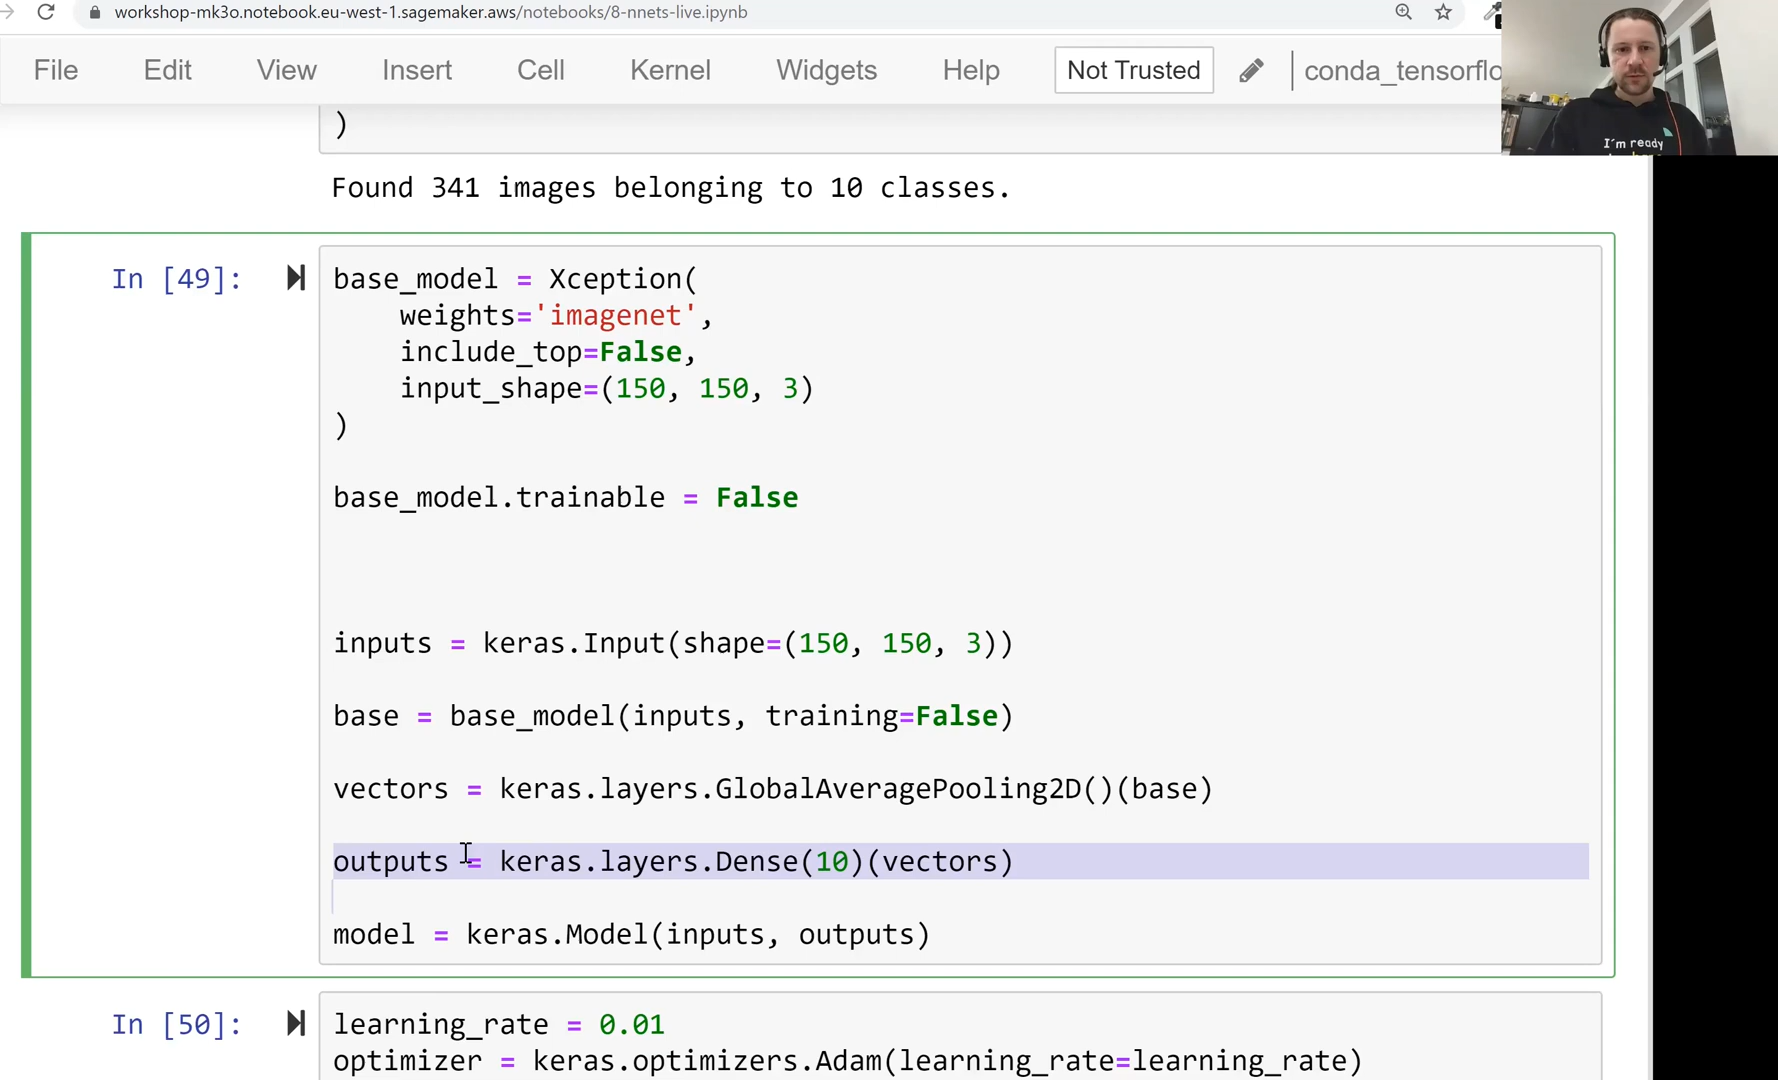 workshop-mk3o.notebook.eu-west-1.sagemaker.aws/notebooks/8-nnets-live.ipynb
File Edit View Insert Cell Kernel Widgets Help Not Trusted conda_tensorflo
I'm ready
)
Found 341 images belonging to 10 classes.
In [49]:
base_model = Xception(
weights='imagenet',
include_top=False,
input_shape=(150, 150, 3)
)
base_model.trainable = False
inputs = keras.Input(shape=(150, 150, 3))
base = base_model(inputs, training=False)
vectors = keras.layers.GlobalAveragePooling2D()(base)
outputs = keras.layers.Dense(10)(vectors)
model = keras.Model(inputs, outputs)
In [50]:
learning_rate = 0.01
optimizer = keras.optimizers.Adam(learning_rate=learning_rate)